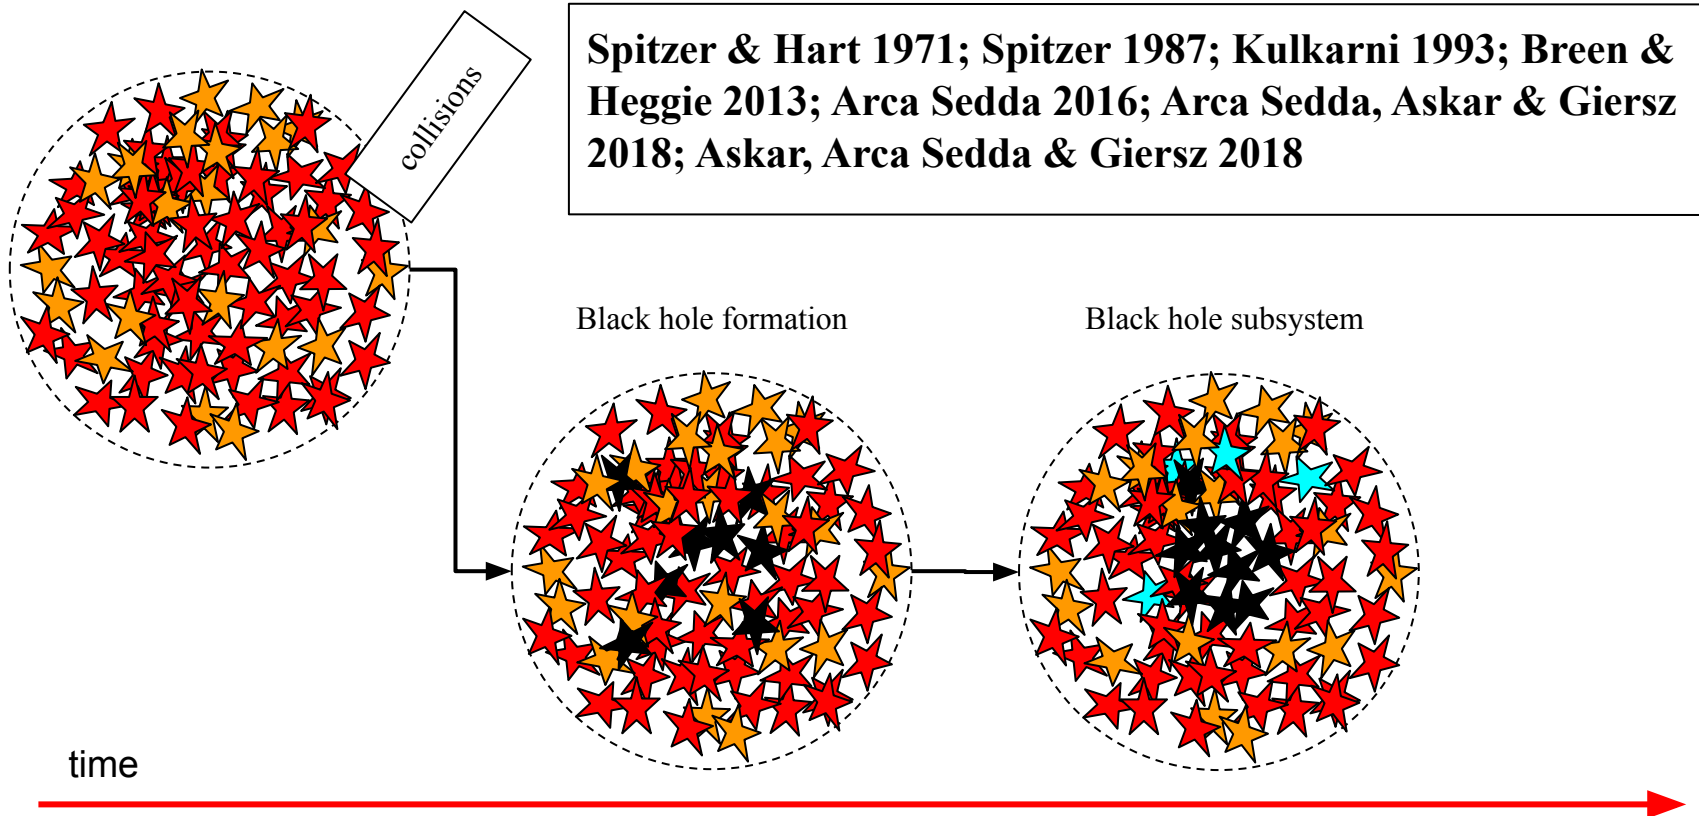 collisions
Spitzer & Hart 1971; Spitzer 1987; Kulkarni 1993; Breen &
Heggie 2013; Arca Sedda 2016; Arca Sedda, Askar & Giersz
2018; Askar, Arca Sedda & Giersz 2018
Black hole formation
Black hole subsystem
time